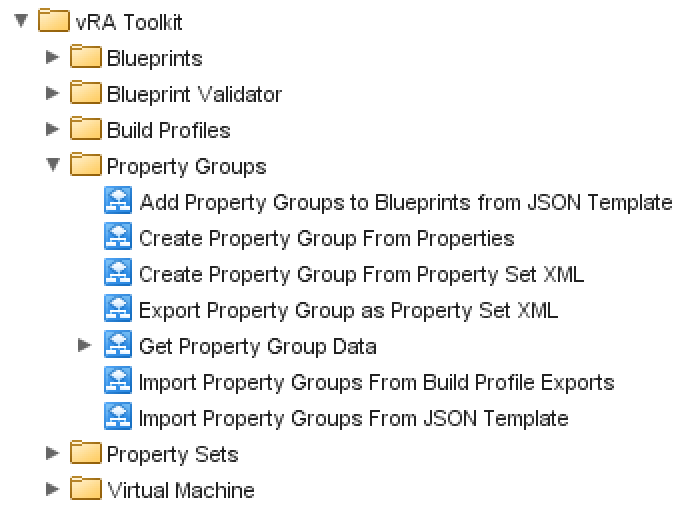 vRA Toolkit
Blueprints
Blueprint Validator
Build Profiles
Property Groups
Add Property Groups to Blueprints from JSON Template
Create Property Group From Properties
Create Property Group From Property Set XML
Export Property Group as Property Set XML
Get Property Group Data
Import Property Groups From Build Profile Exports
Import Property Groups From JSON Template
Property Sets
Virtual Machine